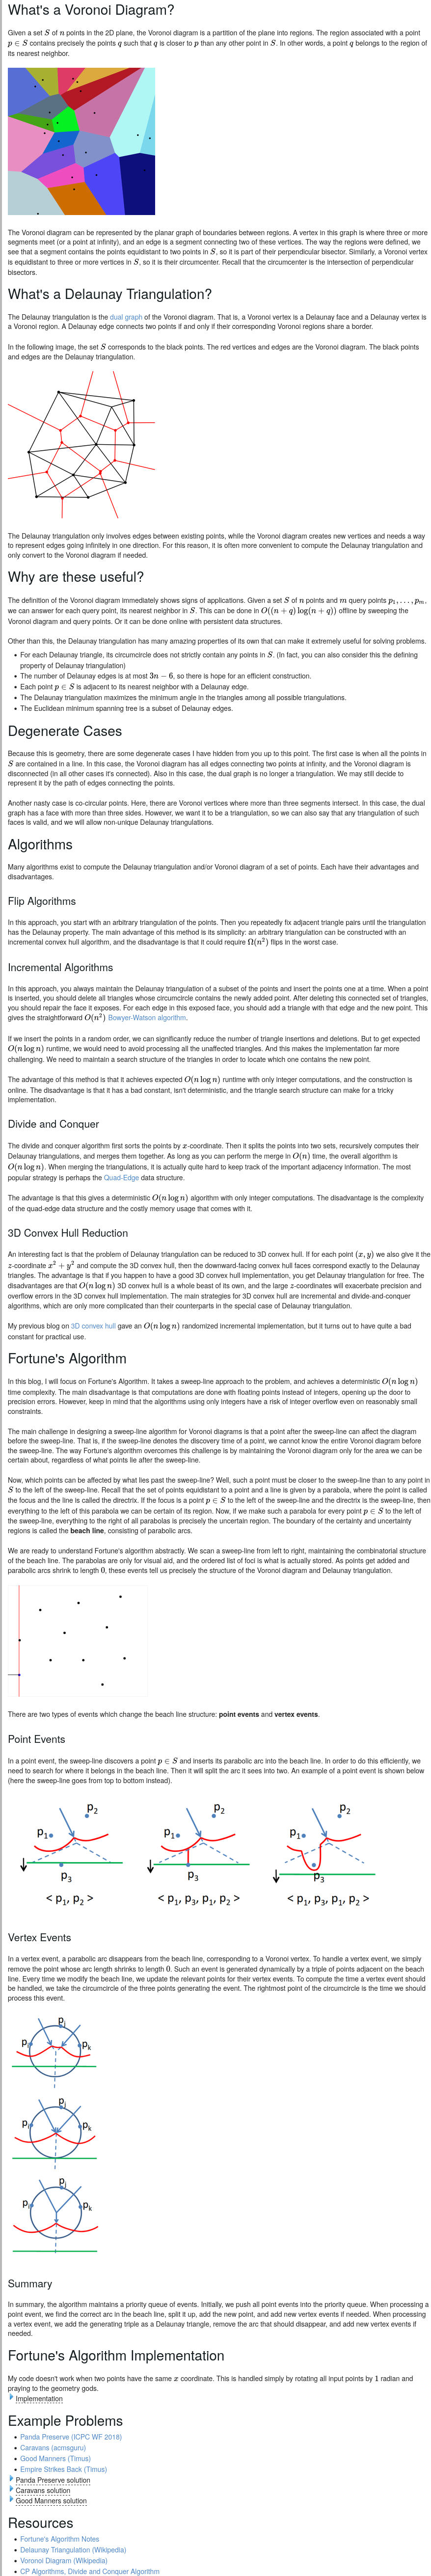 What's a Voronoi Diagram?
Given a set S of n points in the 2D plane, the Voronoi Diagram is a partition of the plane into regions. The region associated with a point
p ∈ S contains precisely the points q such that q is closer to p than any other point in S. In other words, a point q belongs to the region of
its nearest neighbor.
The Voronoi diagram can be represented by the planar graph of boundaries between regions. A vertex in this graph is where three or more
segments meet (or a point at infinity), and an edge is a segment connecting two of these vertices. The way the regions were defined, we
see that a segment contains the points equidistant to two points in S, so it is part of their perpendicular bisector. Similarly, a Voronoi vertex
is equidistant to three or more vertices in S, so it is their circumcenter. Recall that the circumcenter is the intersection of perpendicular
bisectors.
What's a Delaunay Triangulation?
The Delaunay triangulation is the dual graph of the Voronoi diagram. That is, a Voronoi vertex is a Delaunay face and a Delaunay vertex is
a Voronoi region. A Delaunay edge connects two points if and only if their corresponding Voronoi regions share a border.
In the following image, the set S corresponds to the black points. The red vertices and edges are the Voronoi diagram. The black points
and edges are the Delaunay triangulation.
The Delaunay triangulation only involves edges between existing points, while the Voronoi diagram creates new vertices and needs a way
to represent edges going infinitely in one direction. For this reason, it is often more convenient to compute the Delaunay triangulation and
only convert to the Voronoi diagram if needed.
Why are these useful?
The definition of the Voronoi diagram immediately shows signs of applications. Given a set S of n points and m query points p₁, . . . , pₘ,
we can answer for each query point, its nearest neighbor in S. This can be done in O((n + q) log(n + q)) offline by sweeping the
Voronoi diagram and query points. Or it can be done online with persistent data structures.
Other than this, the Delaunay triangulation has many amazing properties of its own that can make it extremely useful for solving problems.
• For each Delaunay triangle, its circumcircle does not strictly contain any points in S. (In fact, you can also consider this the defining
property of Delaunay triangulation)
• The number of Delaunay edges is at most 3n − 6, so there is hope for an efficient construction.
• Each point p ∈ S is adjacent to its nearest neighbor with a Delaunay edge.
• The Delaunay triangulation maximizes the minimum angle in the triangles among all possible triangulations.
• The Euclidean minimum spanning tree is a subset of Delaunay edges.
Degenerate Cases
Because this is geometry, there are some degenerate cases I have hidden from you up to this point. The first case is when all the points in
S are contained in a line. In this case, the Voronoi diagram has all edges connecting two points at infinity, and the Voronoi diagram is
disconnected (in all other cases it's connected). Also in this case, the dual graph is no longer a triangulation. We may still decide to
represent it by the path of edges connecting the points.
Another nasty case is co-circular points. Here, there are Voronoi vertices where more than three segments intersect. In this case, the dual
graph has a face with more than three sides. However, we want it to be a triangulation, so we can also say that any triangulation of such
faces is valid, and we will allow non-unique Delaunay triangulations.
Algorithms
Many algorithms exist to compute the Delaunay triangulation and/or Voronoi diagram of a set of points. Each have their advantages and
disadvantages.
Flip Algorithms
In this approach, you start with an arbitrary triangulation of the points. Then you repeatedly fix adjacent triangle pairs until the triangulation
has the Delaunay property. The main advantage of this method is its simplicity: an arbitrary triangulation can be constructed with an
incremental convex hull algorithm, and the disadvantage is that it could require Ω(n²) flips in the worst case.
Incremental Algorithms
In this approach, you always maintain the Delaunay triangulation of a subset of the points and insert the points one at a time. When a point
is inserted, you should delete all triangles whose circumcircle contains the newly added point. After deleting this connected set of triangles,
you should repair the face it exposes. For each edge in this exposed face, you should add a triangle with that edge and the new point. This
gives the straightforward O(n²) Bowyer-Watson algorithm.
If we insert the points in a random order, we can significantly reduce the number of triangle insertions and deletions. But to get expected
O(n log n) runtime, we would need to avoid processing all the unaffected triangles. And this makes the implementation far more
challenging. We need to maintain a search structure of the triangles in order to locate which one contains the new point.
The advantage of this method is that it achieves expected O(n log n) runtime with only integer computations, and the construction is
online. The disadvantage is that it has a bad constant, isn't deterministic, and the triangle search structure can make for a tricky
implementation.
Divide and Conquer
The divide and conquer algorithm first sorts the points by x-coordinate. Then it splits the points into two sets, recursively computes their
Delaunay triangulations, and merges them together. As long as you can perform the merge in O(n) time, the overall algorithm is
O(n log n). When merging the triangulations, it is actually quite hard to keep track of the important adjacency information. The most
popular strategy is perhaps the Quad-Edge data structure.
The advantage is that this gives a deterministic O(n log n) algorithm with only integer computations. The disadvantage is the complexity
of the quad-edge data structure and the costly memory usage that comes with it.
3D Convex Hull Reduction
An interesting fact is that the problem of Delaunay triangulation can be reduced to 3D convex hull. If for each point (x, y) we also give it the
z-coordinate x² + y² and compute the 3D convex hull, then the downward-facing convex hull faces correspond exactly to the Delaunay
triangles. The advantage is that if you happen to have a good 3D convex hull implementation, you get Delaunay triangulation for free. The
disadvantages are that O(n log n) 3D convex hull is a whole beast of its own, and the large z-coordinates will exacerbate precision and
overflow errors in the 3D convex hull implementation. The main strategies for 3D convex hull are incremental and divide-and-conquer
algorithms, which are only more complicated than their counterparts in the special case of Delaunay triangulation.
My previous blog on 3D convex hull gave an O(n log n) randomized incremental implementation, but it turns out to have quite a bad
constant for practical use.
Fortune's Algorithm
In this blog, I will focus on Fortune's Algorithm. It takes a sweep-line approach to the problem, and achieves a deterministic O(n log n)
time complexity. The main disadvantage is that computations are done with floating points instead of integers, opening up the door to
precision errors. However, keep in mind that the algorithms using only integers have a risk of integer overflow even on reasonably small
constraints.
The main challenge in designing a sweep-line algorithm for Voronoi diagrams is that a point after the sweep-line can affect the diagram
before the sweep-line. That is, if the sweep-line denotes the discovery time of a point, we cannot know the entire Voronoi diagram before
the sweep-line. The way Fortune's algorithm overcomes this challenge is by maintaining the Voronoi diagram only for the area we can be
certain about, regardless of what points lie after the sweep-line.
Now, which points can be affected by what lies past the sweep-line? Well, such a point must be closer to the sweep-line than to any point in
S to the left of the sweep-line. Recall that the set of points equidistant to a point and a line is given by a parabola, where the point is called
the focus and the line is called the directrix. If the focus is a point p ∈ S to the left of the sweep-line and the directrix is the sweep-line, then
everything to the left of this parabola we can be certain of its region. Now, if we make such a parabola for every point p ∈ S to the left of
the sweep-line, everything to the right of all parabolas is precisely the uncertain region. The boundary of the certainty and uncertainty
regions is called the beach line, consisting of parabolic arcs.
We are ready to understand Fortune's algorithm abstractly. We scan a sweep-line from left to right, maintaining the combinatorial structure
of the beach line. The parabolas are only for visual aid, and the ordered list of foci is what is actually stored. As points get added and
parabolic arcs shrink to length 0, these events tell us precisely the structure of the Voronoi diagram and Delaunay triangulation.
There are two types of events which change the beach line structure: point events and vertex events.
Point Events
In a point event, the sweep-line discovers a point p ∈ S and inserts its parabolic arc into the beach line. In order to do this efficiently, we
need to search for where it belongs in the beach line. Then it will split the arc it sees into two. An example of a point event is shown below
(here the sweep-line goes from top to bottom instead).
p₂ p₂ p₂
p₁ p₁ p₁
p₃ p₃ p₃
< p₁, p₂ > < p₁, p₃, p₁, p₂ > < p₁, p₃, p₁, p₂ >
Vertex Events
In a vertex event, a parabolic arc disappears from the beach line, corresponding to a Voronoi vertex. To handle a vertex event, we simply
remove the point whose arc length shrinks to length 0. Such an event is generated dynamically by a triple of points adjacent on the beach
line. Every time we modify the beach line, we update the relevant points for their vertex events. To compute the time a vertex event should
be handled, we take the circumcircle of the three points generating the event. The rightmost point of the circumcircle is the time we should
process this event.
pⱼ
pᵢ pₖ
pⱼ
pᵢ pₖ
pⱼ
pᵢ pₖ
Summary
In summary, the algorithm maintains a priority queue of events. Initially, we push all point events into the priority queue. When processing a
point event, we find the correct arc in the beach line, split it up, add the new point, and add new vertex events if needed. When processing
a vertex event, we add the generating triple as a Delaunay triangle, remove the arc that should disappear, and add new vertex events if
needed.
Fortune's Algorithm Implementation
My code doesn't work when two points have the same x coordinate. This is handled simply by rotating all input points by 1 radian and
praying to the geometry gods.
Implementation
Example Problems
• Panda Preserve (ICPC WF 2018)
• Caravans (acmsguru)
• Good Manners (Timus)
• Empire Strikes Back (Timus)
Panda Preserve solution
Caravans solution
Good Manners solution
Resources
• Fortune's Algorithm Notes
• Delaunay Triangulation (Wikipedia)
• Voronoi Diagram (Wikipedia)
• CP Algorithms, Divide and Conquer Algorithm